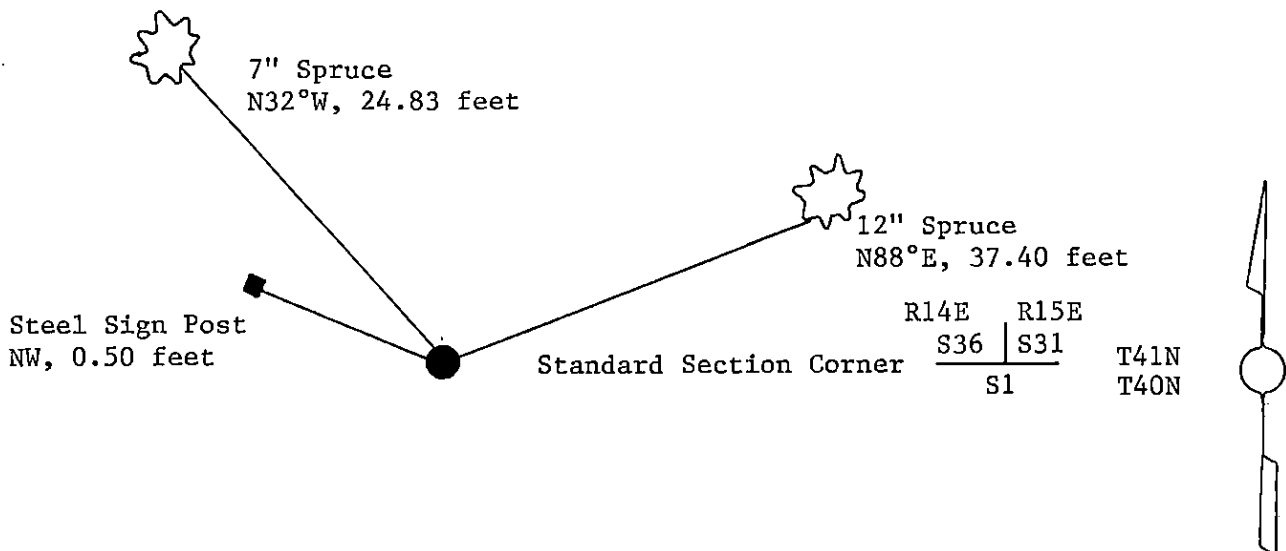 7" Spruce
N32°W, 24.83 feet
12" Spruce
N88°E, 37.40 feet
Steel Sign Post
NW, 0.50 feet
Standard Section Corner
R14E R15E
S36 S31
S1
T41N
T40N